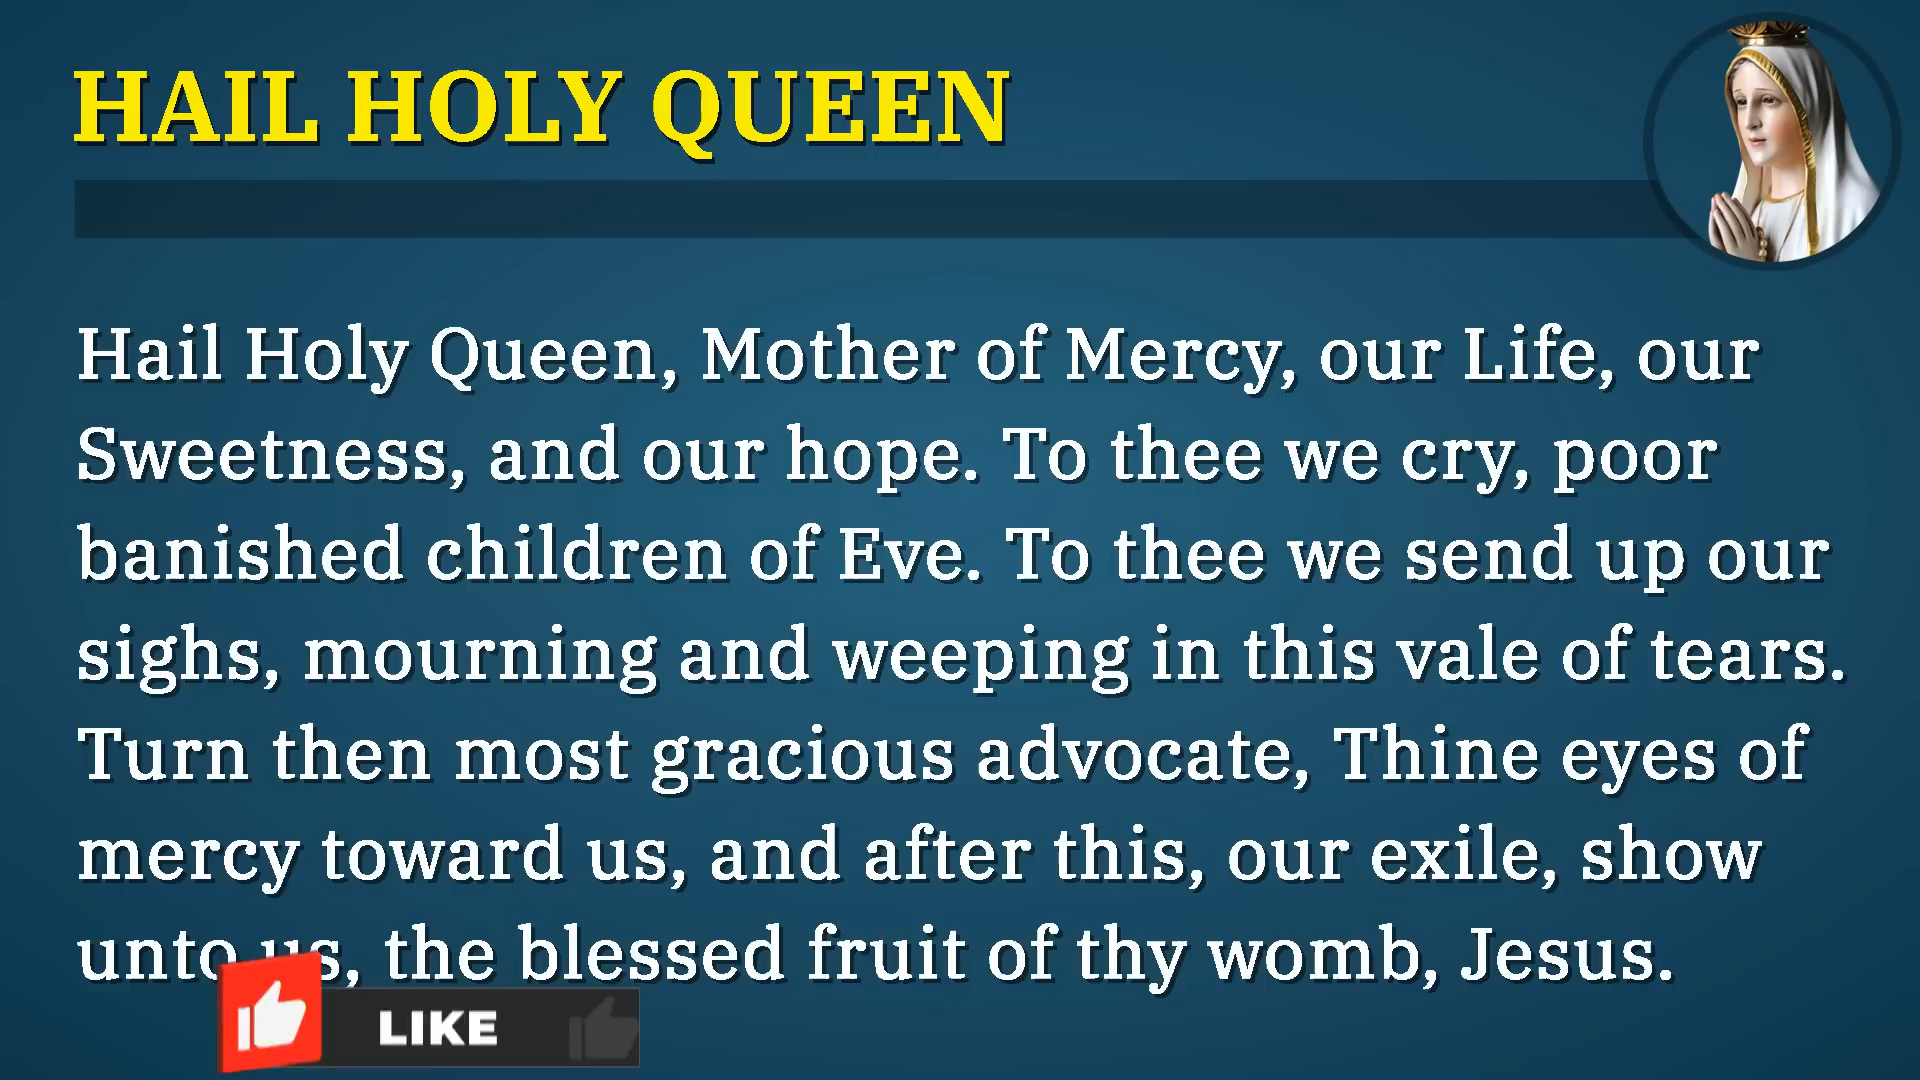 HAIL HOLY QUEEN
Hail Holy Queen, Mother of Mercy, our Life, our
Sweetness, and our hope. To thee we cry, poor
banished children of Eve. To thee we send up our
sighs, mourning and weeping in this vale of tears.
Turn then most gracious advocate, Thine eyes of
mercy toward us, and after this, our exile, show
unto us, the blessed fruit of thy womb, Jesus.
LIKE